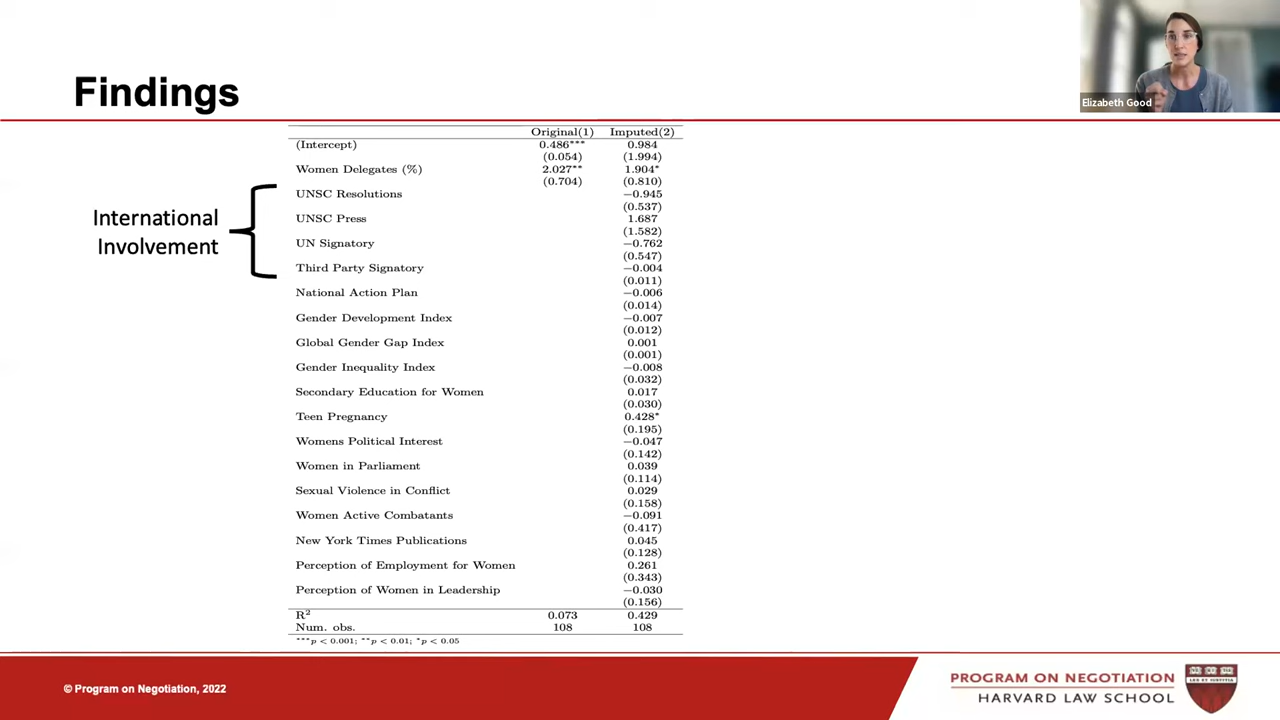 Elizabeth Good
Findings
International
Involvement
Original(1) Imputed(2)
(Intercept) 0.486*** 0.984
(0.054) (1.994)
Women Delegates (%) 2.027** 1.904*
(0.704) (0.810)
UNSC Resolutions −0.945
(0.537)
UNSC Press 1.687
(1.582)
UN Signatory −0.762
(0.547)
Third Party Signatory −0.004
(0.011)
National Action Plan −0.006
(0.014)
Gender Development Index −0.007
(0.012)
Global Gender Gap Index 0.001
(0.001)
Gender Inequality Index −0.008
(0.032)
Secondary Education for Women 0.017
(0.030)
Teen Pregnancy 0.428*
(0.195)
Womens Political Interest −0.047
(0.142)
Women in Parliament 0.039
(0.114)
Sexual Violence in Conflict 0.029
(0.158)
Women Active Combatants −0.091
(0.417)
New York Times Publications 0.045
(0.128)
Perception of Employment for Women 0.261
(0.343)
Perception of Women in Leadership −0.030
(0.156)
R² 0.073 0.429
Num. obs. 108 108
***p < 0.001; **p < 0.01; *p < 0.05
© Program on Negotiation, 2022
PROGRAM ON NEGOTIATION
HARVARD LAW SCHOOL